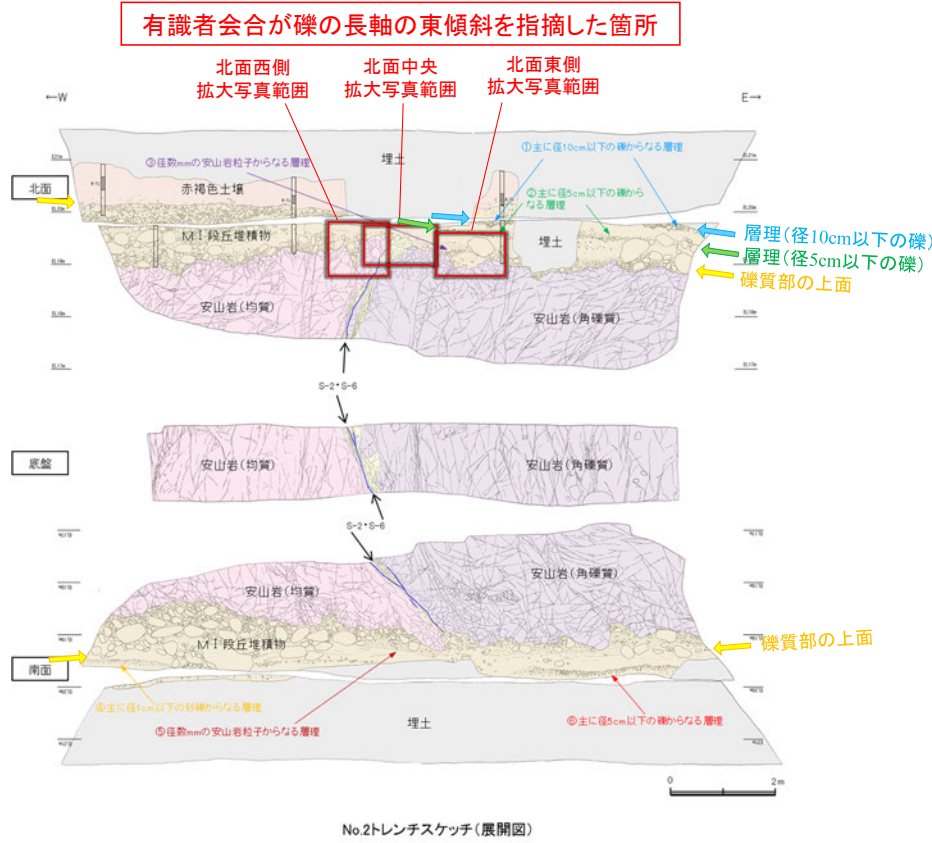 有識者会合が礫の長軸の東傾斜を指摘した箇所
北面西側
拡大写真範囲
北面中央
拡大写真範囲
北面東側
拡大写真範囲
←W
E→
埋土
①主に径10cm以下の礫からなる層理
③径数mmの安山岩粒子からなる層理
②主に径5cm以下の礫から
なる層理
北面
赤褐色土壌
ＭⅠ段丘堆積物
埋土
層理(径10cm以下の礫)
層理(径5cm以下の礫)
礫質部の上面
安山岩(均質)
安山岩(角礫質)
S-2・S-6
底盤
安山岩(均質)
安山岩(角礫質)
S-2・S-6
安山岩(均質)
安山岩(角礫質)
ＭⅠ段丘堆積物
礫質部の上面
南面
④主に径1cm以下の砂礫からなる層理
⑤径数mmの安山岩粒子からなる層理
⑥主に径5cm以下の礫からなる層理
埋土
0
2m
No.2トレンチスケッチ(展開図)